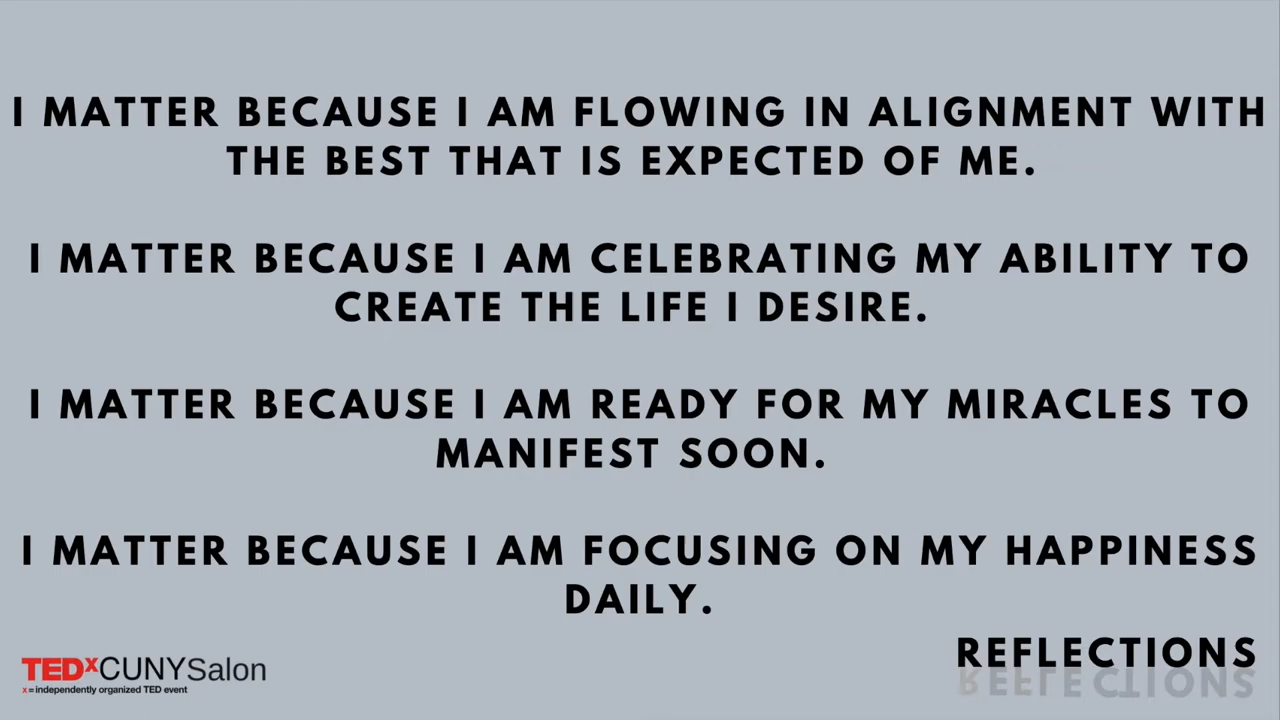 I MATTER BECAUSE I AM FLOWING IN ALIGNMENT WITH
THE BEST THAT IS EXPECTED OF ME.
I MATTER BECAUSE I AM CELEBRATING MY ABILITY TO
CREATE THE LIFE I DESIRE.
I MATTER BECAUSE I AM READY FOR MY MIRACLES TO
MANIFEST SOON.
I MATTER BECAUSE I AM FOCUSING ON MY HAPPINESS
DAILY.
REFLECTIONS
REFLECTIONS
TEDxCUNYSalon
x = independently organized TED event